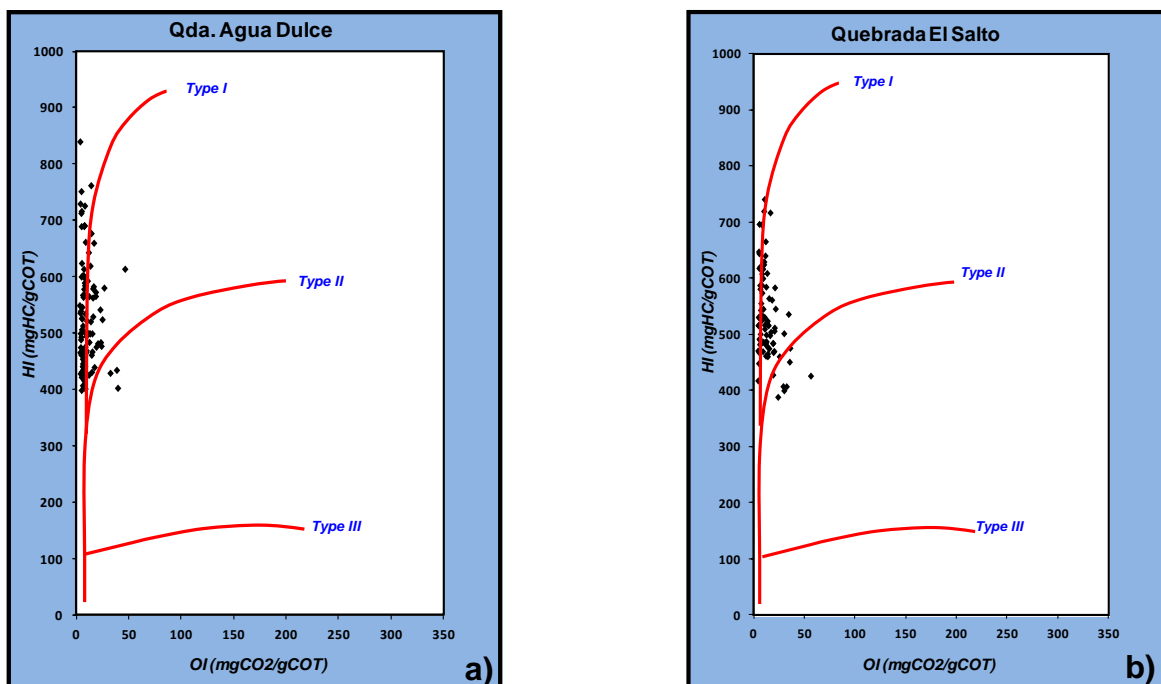 Qda. Agua Dulce
1000
900
800
700
600
500
400
300
200
100
0
HI (mgHC/gCOT)
Type I
Type II
Type III
0 50 100 150 200 250 300 350
OI (mgCO2/gCOT)
a)
Quebrada El Salto
1000
900
800
700
600
500
400
300
200
100
0
HI (mgHC/gCOT)
Type I
Type II
Type III
0 50 100 150 200 250 300 350
OI (mgCO2/gCOT)
b)